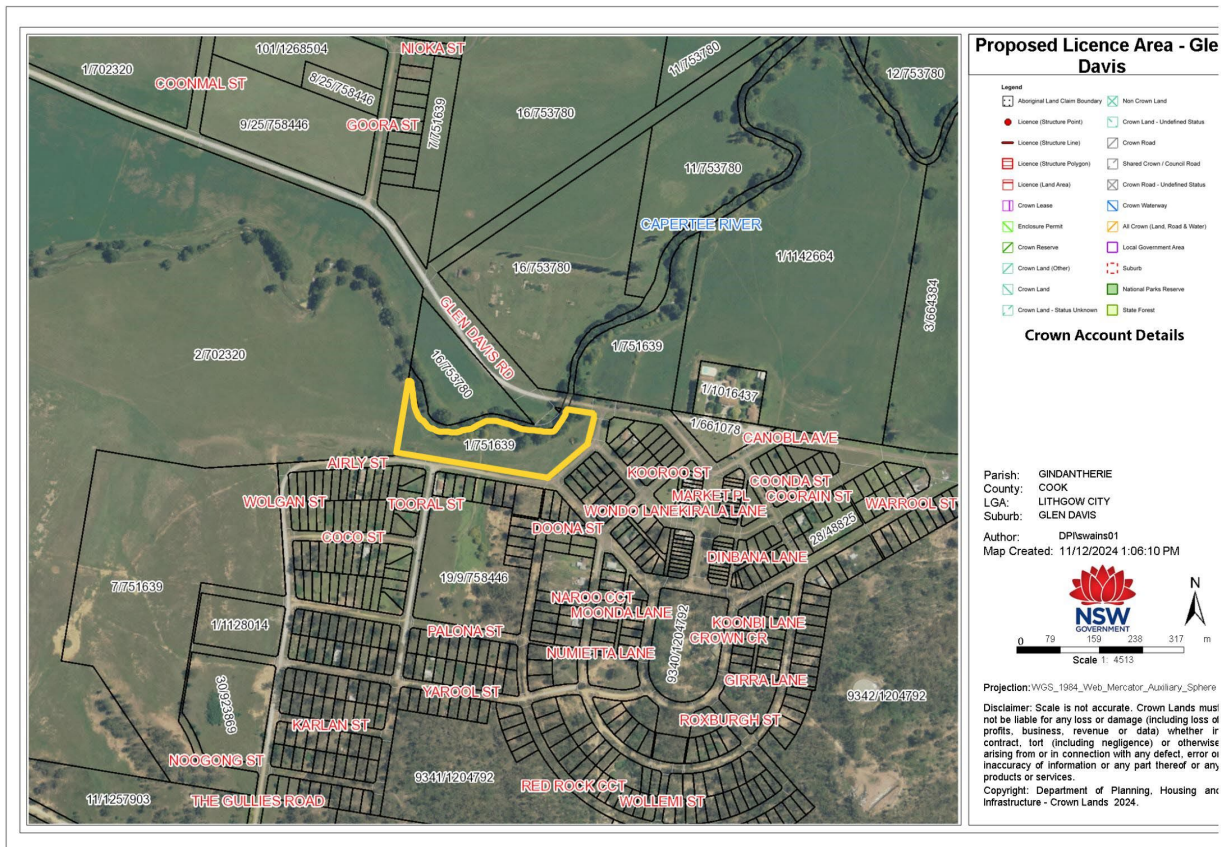 101/1268504
NIOKA ST
11/753780
12/753780
1/702320
COONMAL ST
8/25/758446
9/25/758446
GOORA ST
7/751639
16/753780
11/753780
CAPERTEE RIVER
1/1142664
16/753780
3/664384
GLEN DAVIS RD
2/702320
16/753780
1/751639
1/1016437
1/661078
CANOBLA AVE
1/751639
AIRLY ST
KOOROO ST
COONDA ST
MARKET PL
COORAIN ST
WARROOL ST
WOLGAN ST
TOORAL ST
WONDO LANE
KIRALA LANE
DOONA ST
28/48825
COCO ST
DINBANA LANE
7/751639
19/9/758446
NAROO CCT
MOONDA LANE
9340/1204792
KOONBI LANE
1/1128014
PALONA ST
CROWN CR
NUMIETTA LANE
GIRRA LANE
30/923869
YAROOL ST
9342/1204792
KARLAN ST
ROXBURGH ST
NOOGONG ST
9341/1204792
RED ROCK CCT
11/1257903
THE GULLIES ROAD
WOLLEMI ST
Proposed Licence Area - Gle
Davis
Legend
Aboriginal Land Claim Boundary
Licence (Structure Point)
Licence (Structure Line)
Licence (Structure Polygon)
Licence (Land Area)
Crown Lease
Enclosure Permit
Crown Reserve
Crown Land (Other)
Crown Land
Crown Land - Status Unknown
Non Crown Land
Crown Land - Undefined Status
Crown Road
Shared Crown / Council Road
Crown Road - Undefined Status
Crown Waterway
All Crown (Land, Road & Water)
Local Government Area
Suburb
National Parks Reserve
State Forest
Crown Account Details
Parish: GINDANTHERIE
County: COOK
LGA: LITHGOW CITY
Suburb: GLEN DAVIS
Author: DPI\swains01
Map Created: 11/12/2024 1:06:10 PM
NSW
GOVERNMENT
N
0 79 159 238 317 m
Scale 1: 4513
Projection: WGS_1984_Web_Mercator_Auxiliary_Sphere
Disclaimer: Scale is not accurate. Crown Lands must
not be liable for any loss or damage (including loss of
profits, business, revenue or data) whether in
contract, tort (including negligence) or otherwise
arising from or in connection with any defect, error or
inaccuracy of information or any part thereof or any
products or services.
Copyright: Department of Planning, Housing and
Infrastructure - Crown Lands 2024.